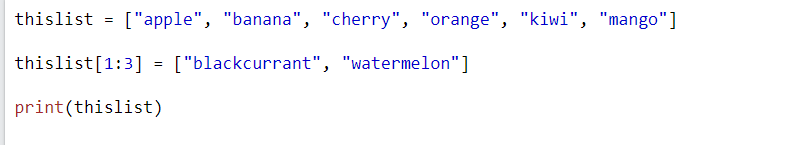 thislist = ["apple", "banana", "cherry", "orange", "kiwi", "mango"]
thislist[1:3] = ["blackcurrant", "watermelon"]
print(thislist)